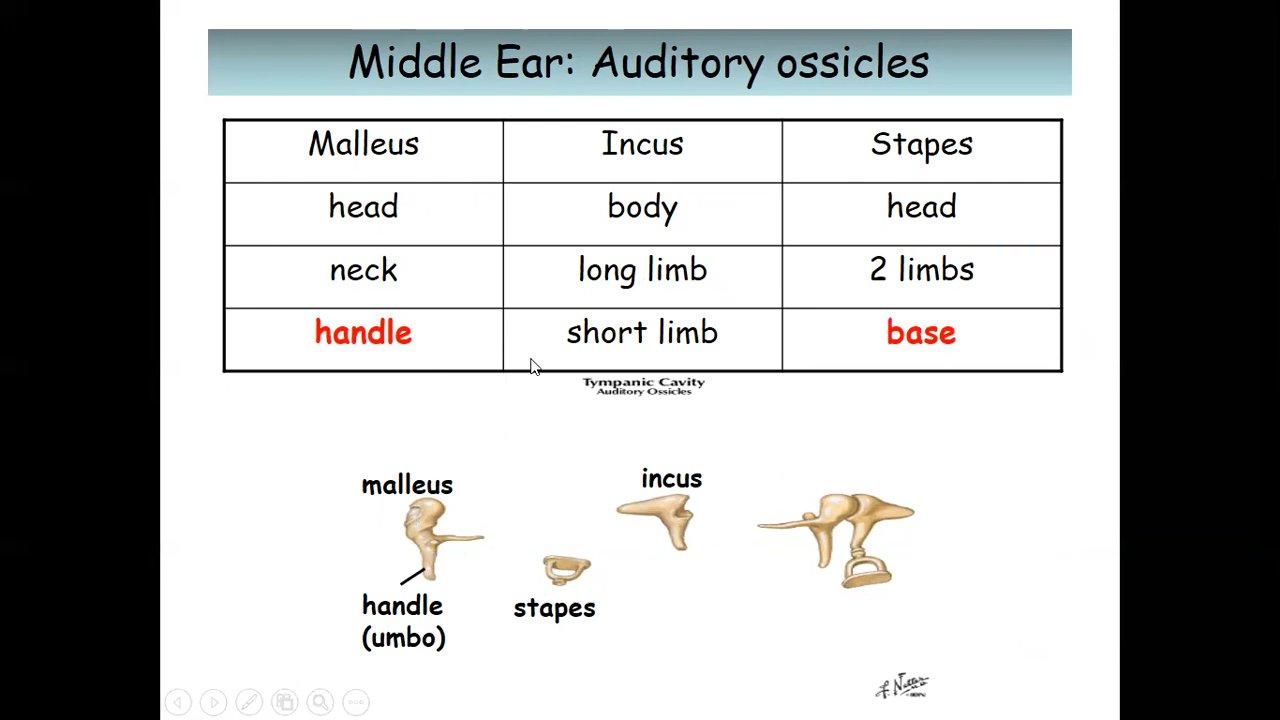 Middle Ear: Auditory ossicles
Malleus Incus Stapes
head body head
neck long limb 2 limbs
handle short limb base
Tympanic Cavity
Auditory Ossicles
malleus
incus
handle
(umbo)
stapes